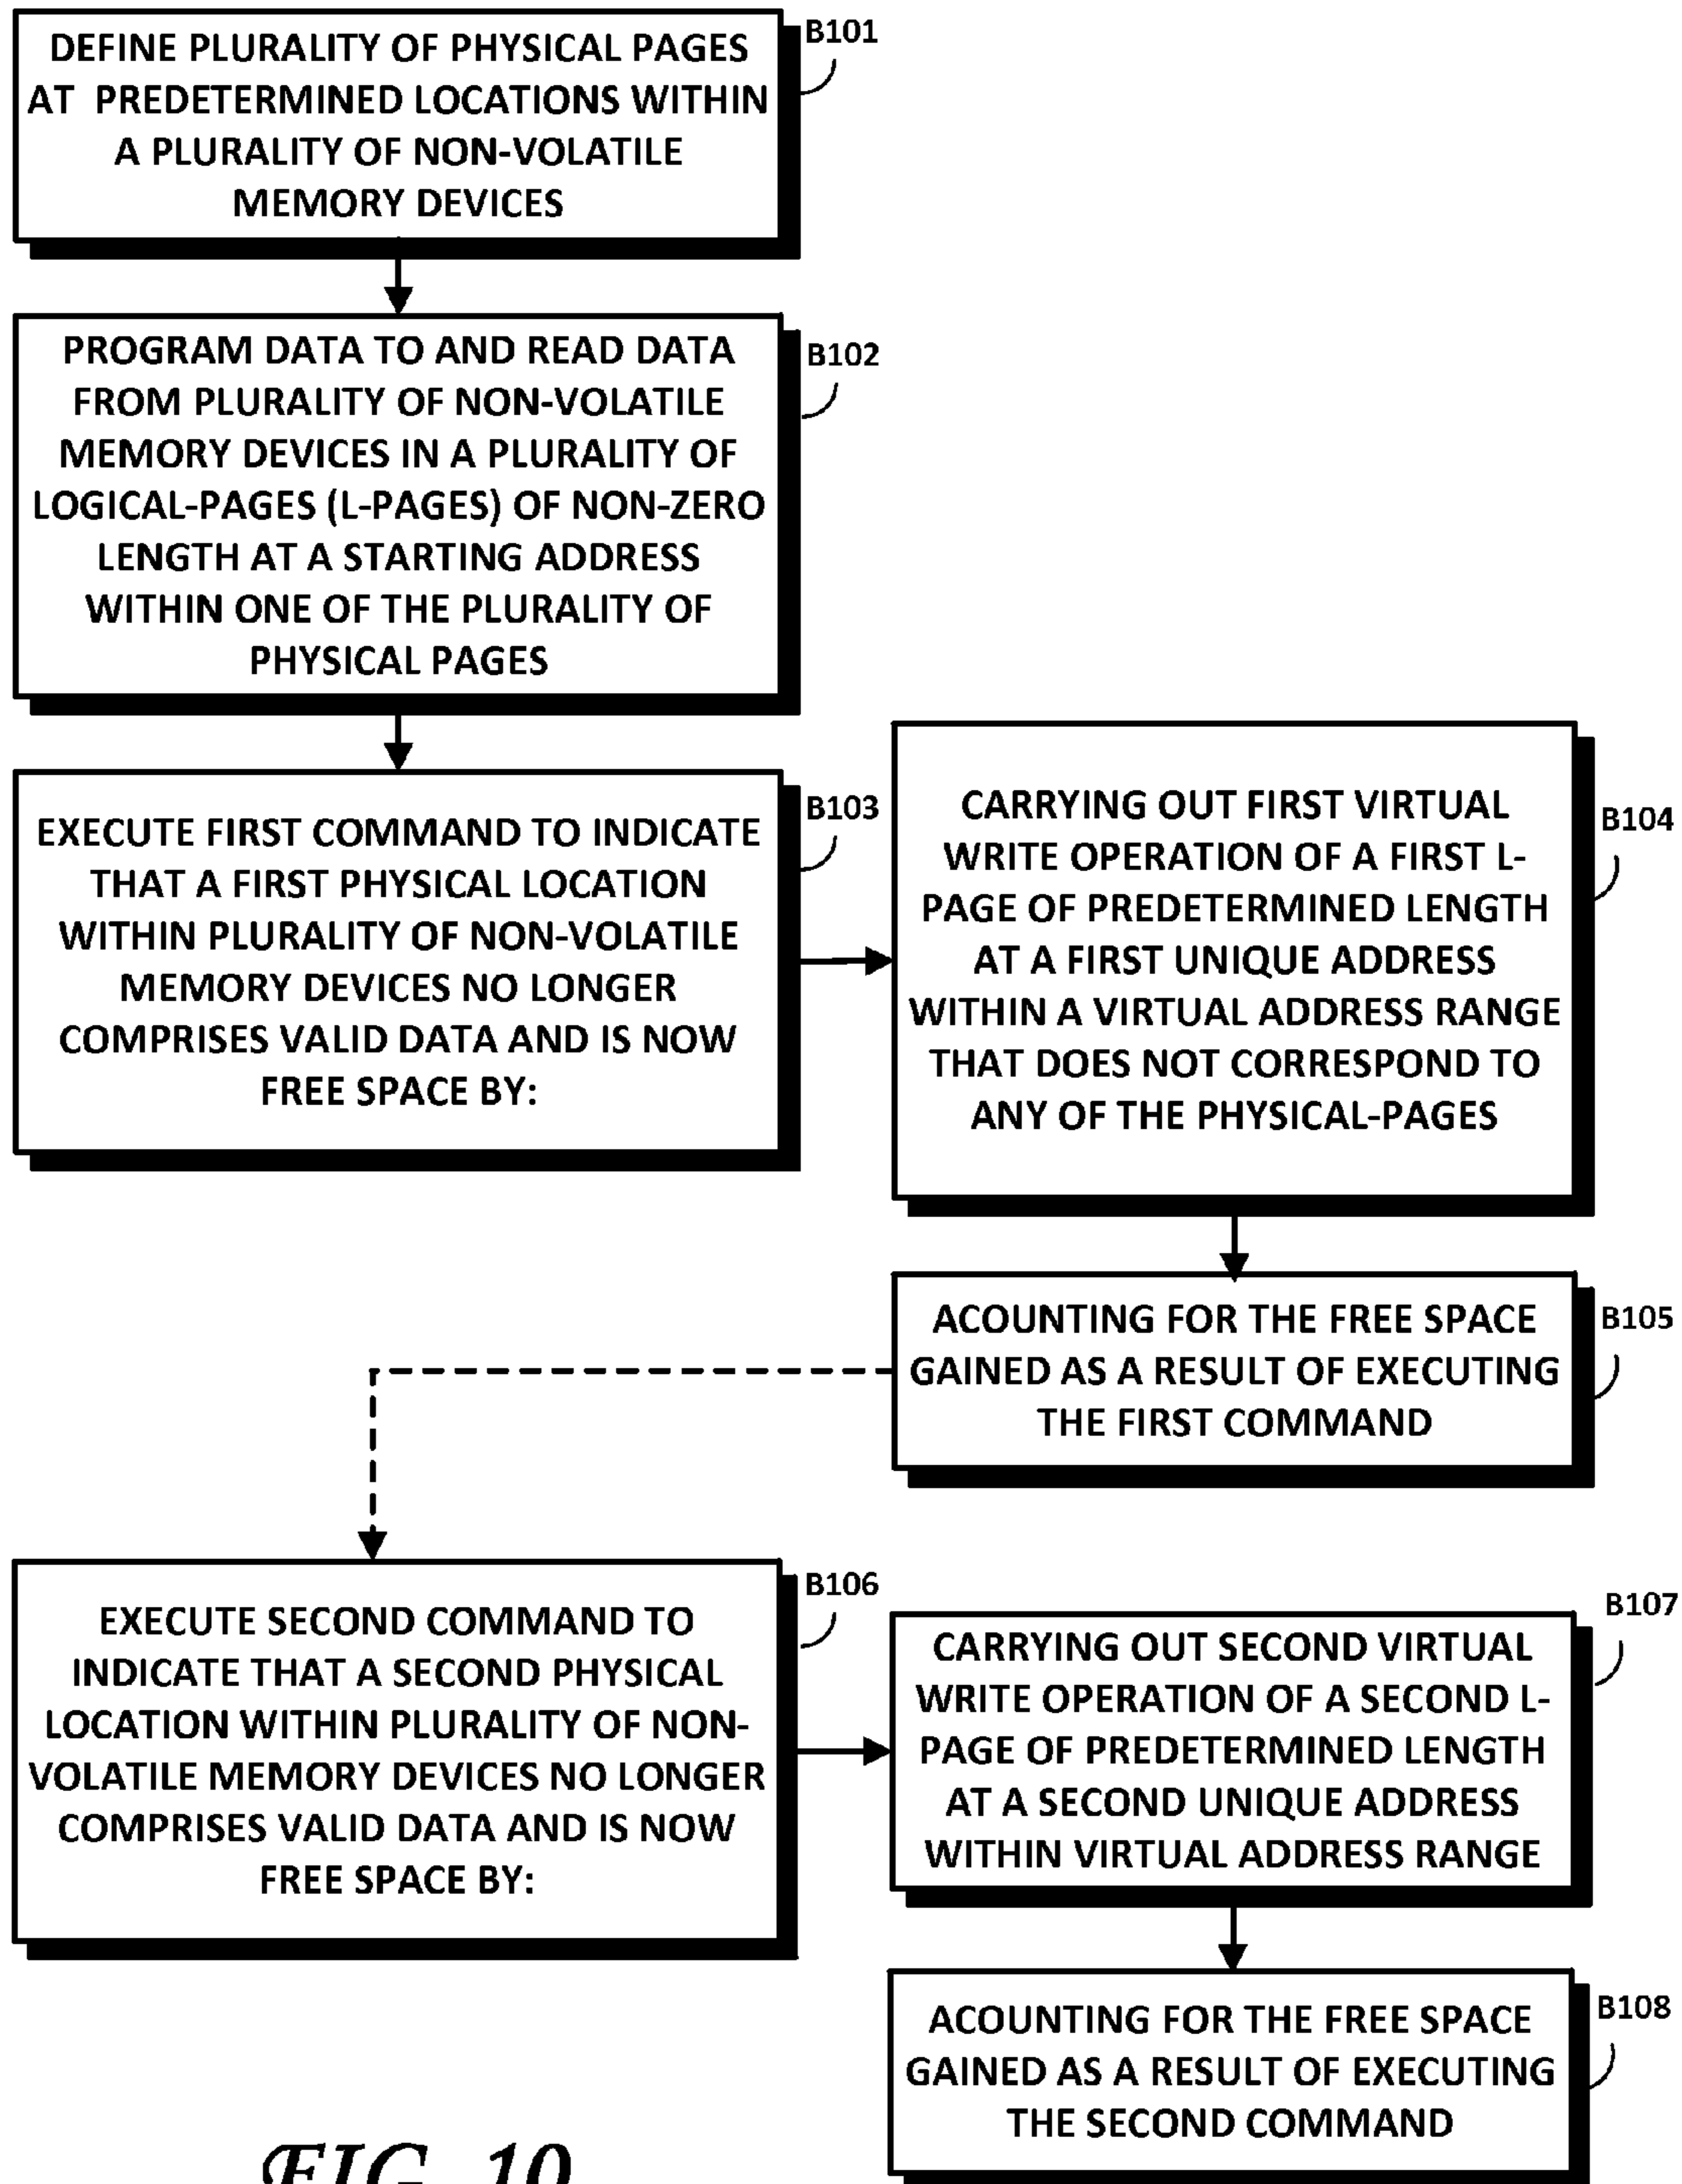 DEFINE PLURALITY OF PHYSICAL PAGES
AT PREDETERMINED LOCATIONS WITHIN
A PLURALITY OF NON-VOLATILE
MEMORY DEVICES
B101
PROGRAM DATA TO AND READ DATA
FROM PLURALITY OF NON-VOLATILE
MEMORY DEVICES IN A PLURALITY OF
LOGICAL-PAGES (L-PAGES) OF NON-ZERO
LENGTH AT A STARTING ADDRESS
WITHIN ONE OF THE PLURALITY OF
PHYSICAL PAGES
B102
EXECUTE FIRST COMMAND TO INDICATE
THAT A FIRST PHYSICAL LOCATION
WITHIN PLURALITY OF NON-VOLATILE
MEMORY DEVICES NO LONGER
COMPRISES VALID DATA AND IS NOW
FREE SPACE BY:
B103
CARRYING OUT FIRST VIRTUAL
WRITE OPERATION OF A FIRST L-
PAGE OF PREDETERMINED LENGTH
AT A FIRST UNIQUE ADDRESS
WITHIN A VIRTUAL ADDRESS RANGE
THAT DOES NOT CORRESPOND TO
ANY OF THE PHYSICAL-PAGES
B104
ACOUNTING FOR THE FREE SPACE
GAINED AS A RESULT OF EXECUTING
THE FIRST COMMAND
B105
EXECUTE SECOND COMMAND TO
INDICATE THAT A SECOND PHYSICAL
LOCATION WITHIN PLURALITY OF NON-
VOLATILE MEMORY DEVICES NO LONGER
COMPRISES VALID DATA AND IS NOW
FREE SPACE BY:
B106
CARRYING OUT SECOND VIRTUAL
WRITE OPERATION OF A SECOND L-
PAGE OF PREDETERMINED LENGTH
AT A SECOND UNIQUE ADDRESS
WITHIN VIRTUAL ADDRESS RANGE
B107
ACOUNTING FOR THE FREE SPACE
GAINED AS A RESULT OF EXECUTING
THE SECOND COMMAND
B108
FIG. 10